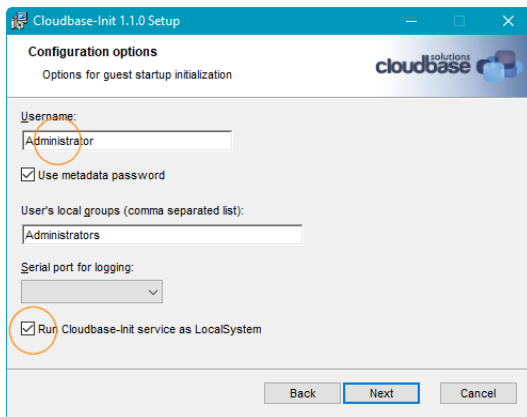 Cloudbase-Init 1.1.0 Setup
Configuration options
Options for guest startup initialization
cloudbase solutions
Username:
Administrator
Use metadata password
User's local groups (comma separated list):
Administrators
Serial port for logging:
Run Cloudbase-Init service as LocalSystem
Back Next Cancel